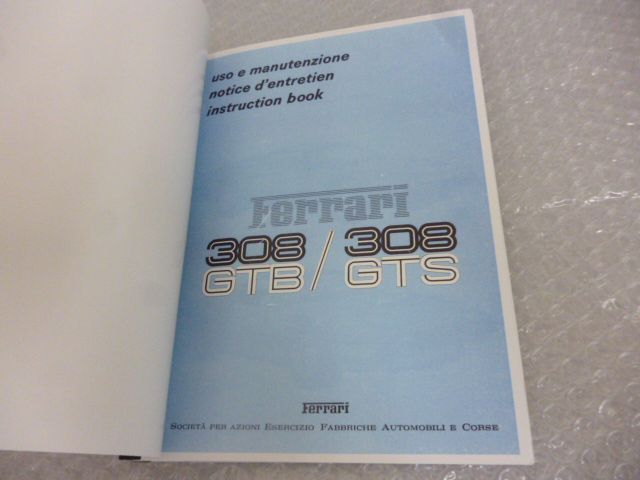 uso e manutenzione
notice d'entretien
instruction book
Ferrari
308 / 308
GTB GTS
Ferrari
SOCIETÀ PER AZIONI ESERCIZIO FABBRICHE AUTOMOBILI E CORSE